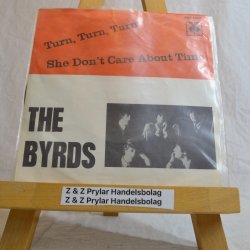 Turn, Turn, Turn
She Don't Care About Time
THE
BYRDS
Z & Z Prylar Handelsbolag
Z & Z Prylar Handelsbolag